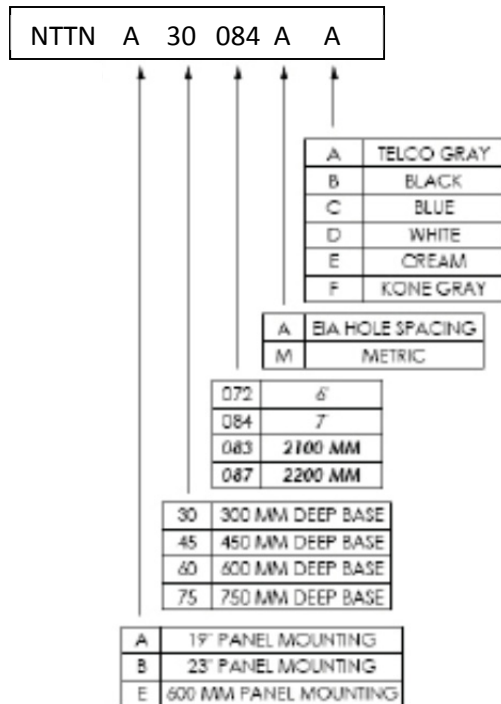 NTTN A 30 084 A A
A TELCO GRAY
B BLACK
C BLUE
D WHITE
E CREAM
F KONE GRAY
A EIA HOLE SPACING
M METRIC
072 6'
084 7'
083 2100 MM
087 2200 MM
30 300 MM DEEP BASE
45 450 MM DEEP BASE
60 600 MM DEEP BASE
75 750 MM DEEP BASE
A 19" PANEL MOUNTING
B 23" PANEL MOUNTING
E 600 MM PANEL MOUNTING